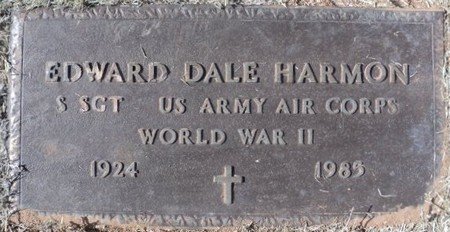 EDWARD DALE HARMON
S SGT US ARMY AIR CORPS
WORLD WAR II
1924 1985